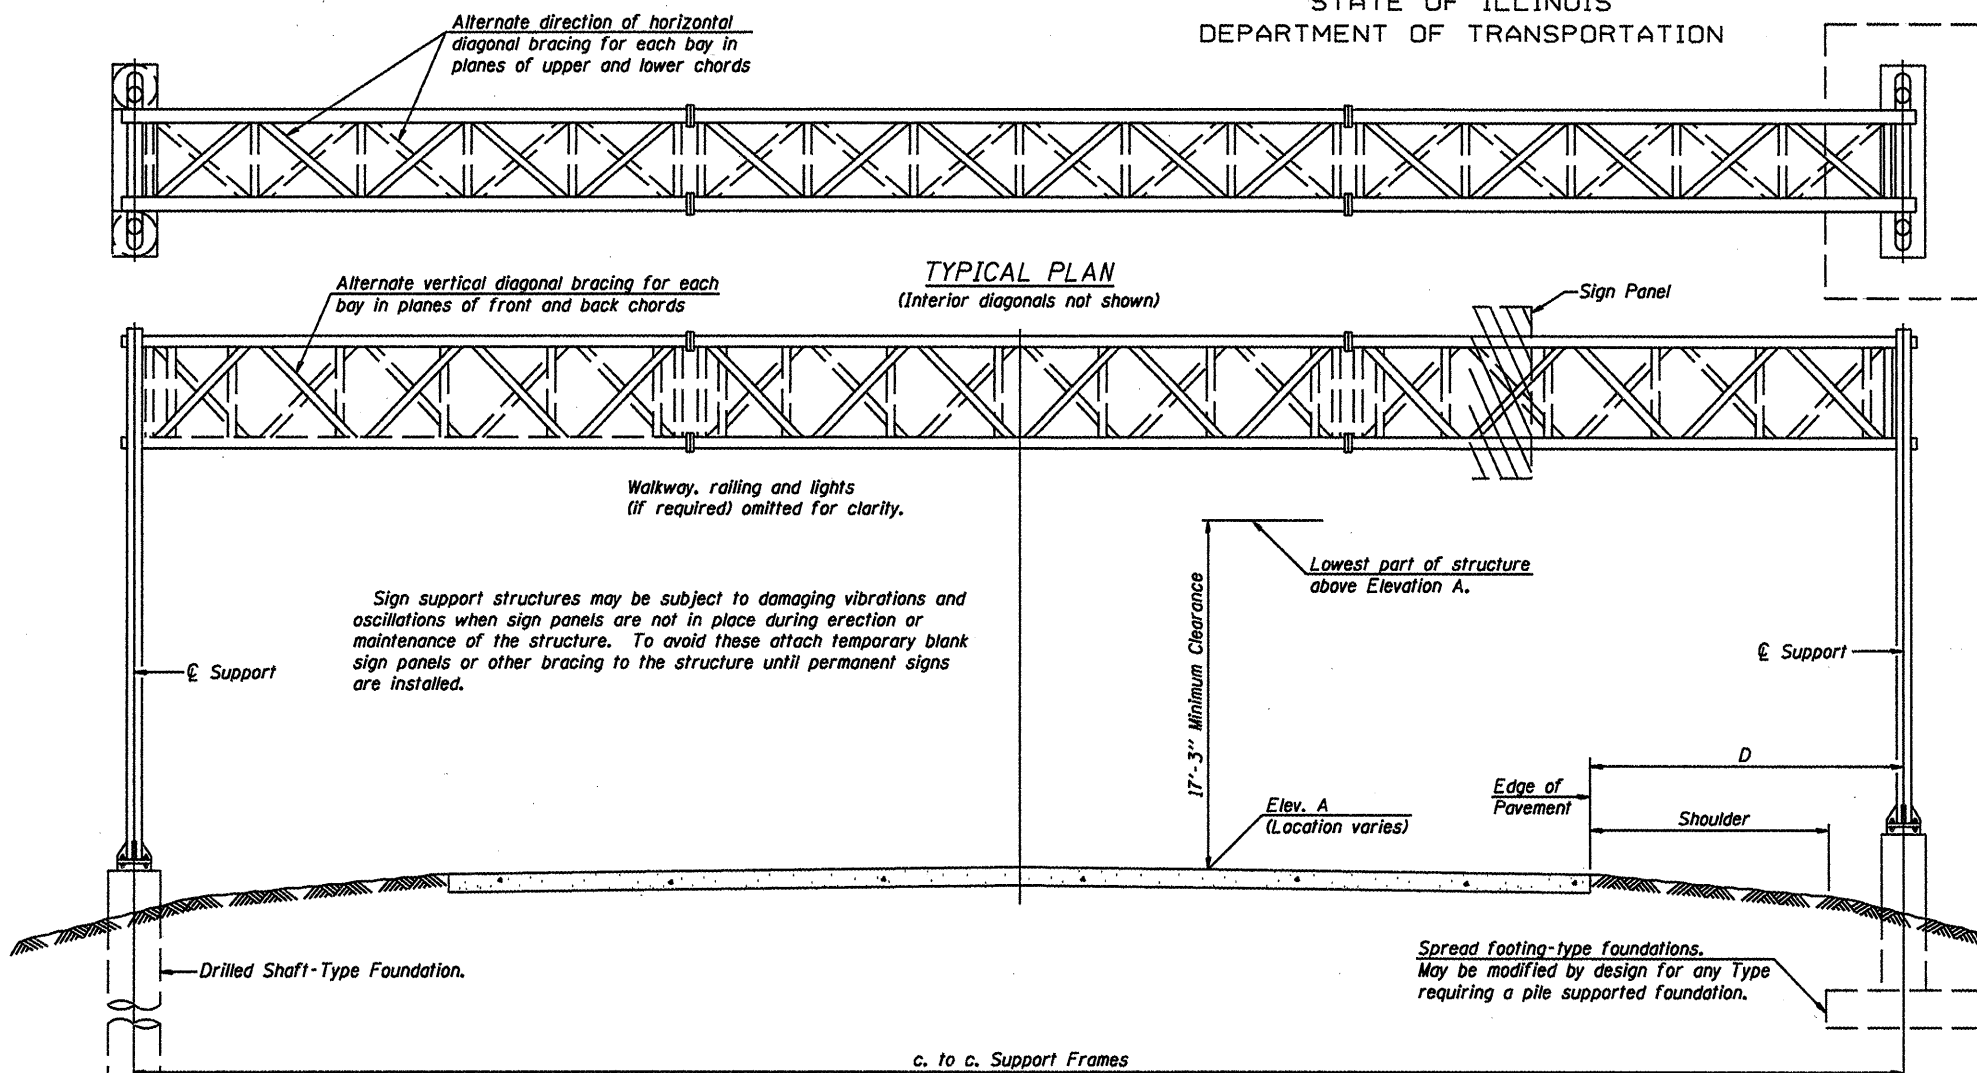 STATE OF ILLINOIS
DEPARTMENT OF TRANSPORTATION
Alternate direction of horizontal
diagonal bracing for each bay in
planes of upper and lower chords
TYPICAL PLAN
(Interior diagonals not shown)
Alternate vertical diagonal bracing for each
bay in planes of front and back chords
Sign Panel
Walkway, railing and lights
(if required) omitted for clarity.
Lowest part of structure
above Elevation A.
Sign support structures may be subject to damaging vibrations and
oscillations when sign panels are not in place during erection or
maintenance of the structure. To avoid these attach temporary blank
sign panels or other bracing to the structure until permanent signs
are installed.
17'-3" Minimum Clearance
℄ Support
℄ Support
D
Edge of
Pavement
Shoulder
Elev. A
(Location varies)
Drilled Shaft-Type Foundation.
Spread footing-type foundations.
May be modified by design for any Type
requiring a pile supported foundation.
c. to c. Support Frames